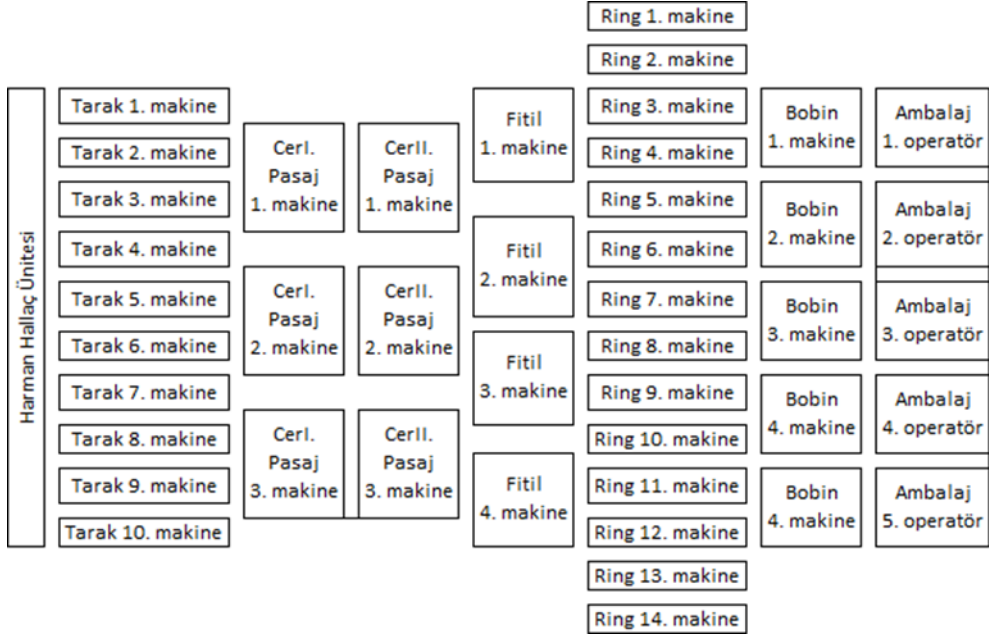 Harman Hallaç Ünitesi
Tarak 1. makine
Tarak 2. makine
Tarak 3. makine
Tarak 4. makine
Tarak 5. makine
Tarak 6. makine
Tarak 7. makine
Tarak 8. makine
Tarak 9. makine
Tarak 10. makine
CerI.
Pasaj
1. makine
CerI.
Pasaj
2. makine
CerI.
Pasaj
3. makine
CerII.
Pasaj
1. makine
CerII.
Pasaj
2. makine
CerII.
Pasaj
3. makine
Fitil
1. makine
Fitil
2. makine
Fitil
3. makine
Fitil
4. makine
Ring 1. makine
Ring 2. makine
Ring 3. makine
Ring 4. makine
Ring 5. makine
Ring 6. makine
Ring 7. makine
Ring 8. makine
Ring 9. makine
Ring 10. makine
Ring 11. makine
Ring 12. makine
Ring 13. makine
Ring 14. makine
Bobin
1. makine
Bobin
2. makine
Bobin
3. makine
Bobin
4. makine
Bobin
4. makine
Ambalaj
1. operatör
Ambalaj
2. operatör
Ambalaj
3. operatör
Ambalaj
4. operatör
Ambalaj
5. operatör